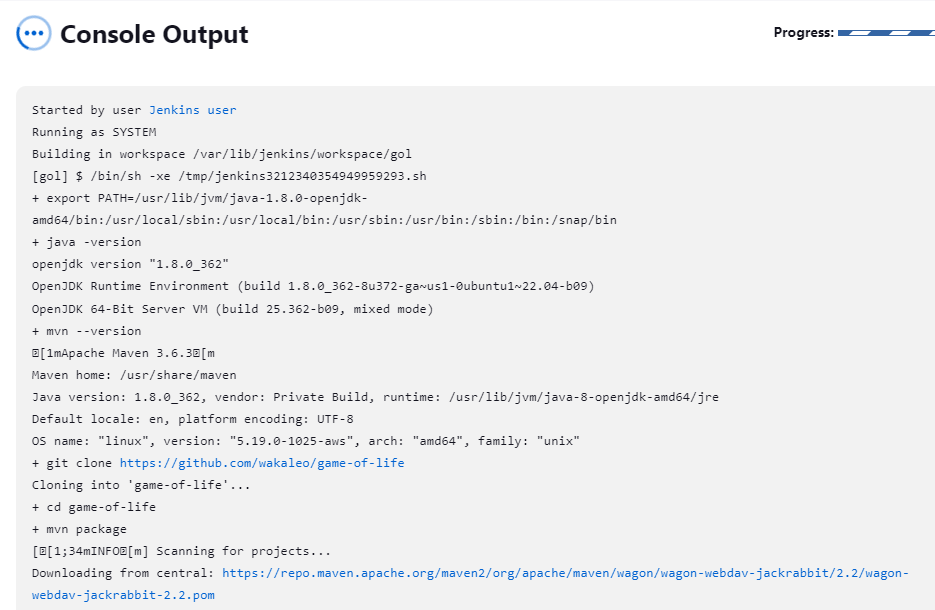 Console Output
Progress:
Started by user Jenkins user
Running as SYSTEM
Building in workspace /var/lib/jenkins/workspace/gol
[gol] $ /bin/sh -xe /tmp/jenkins3212340354949959293.sh
+ export PATH=/usr/lib/jvm/java-1.8.0-openjdk-
amd64/bin:/usr/local/sbin:/usr/local/bin:/usr/sbin:/usr/bin:/sbin:/bin:/snap/bin
+ java -version
openjdk version "1.8.0_362"
OpenJDK Runtime Environment (build 1.8.0_362-8u372-ga~us1-0ubuntu1~22.04-b09)
OpenJDK 64-Bit Server VM (build 25.362-b09, mixed mode)
+ mvn --version
[1mApache Maven 3.6.3[m
Maven home: /usr/share/maven
Java version: 1.8.0_362, vendor: Private Build, runtime: /usr/lib/jvm/java-8-openjdk-amd64/jre
Default locale: en, platform encoding: UTF-8
OS name: "linux", version: "5.19.0-1025-aws", arch: "amd64", family: "unix"
+ git clone https://github.com/wakaleo/game-of-life
Cloning into 'game-of-life'...
+ cd game-of-life
+ mvn package
[[1;34mINFO[m] Scanning for projects...
Downloading from central: https://repo.maven.apache.org/maven2/org/apache/maven/wagon/wagon-webdav-jackrabbit/2.2/wagon-
webdav-jackrabbit-2.2.pom